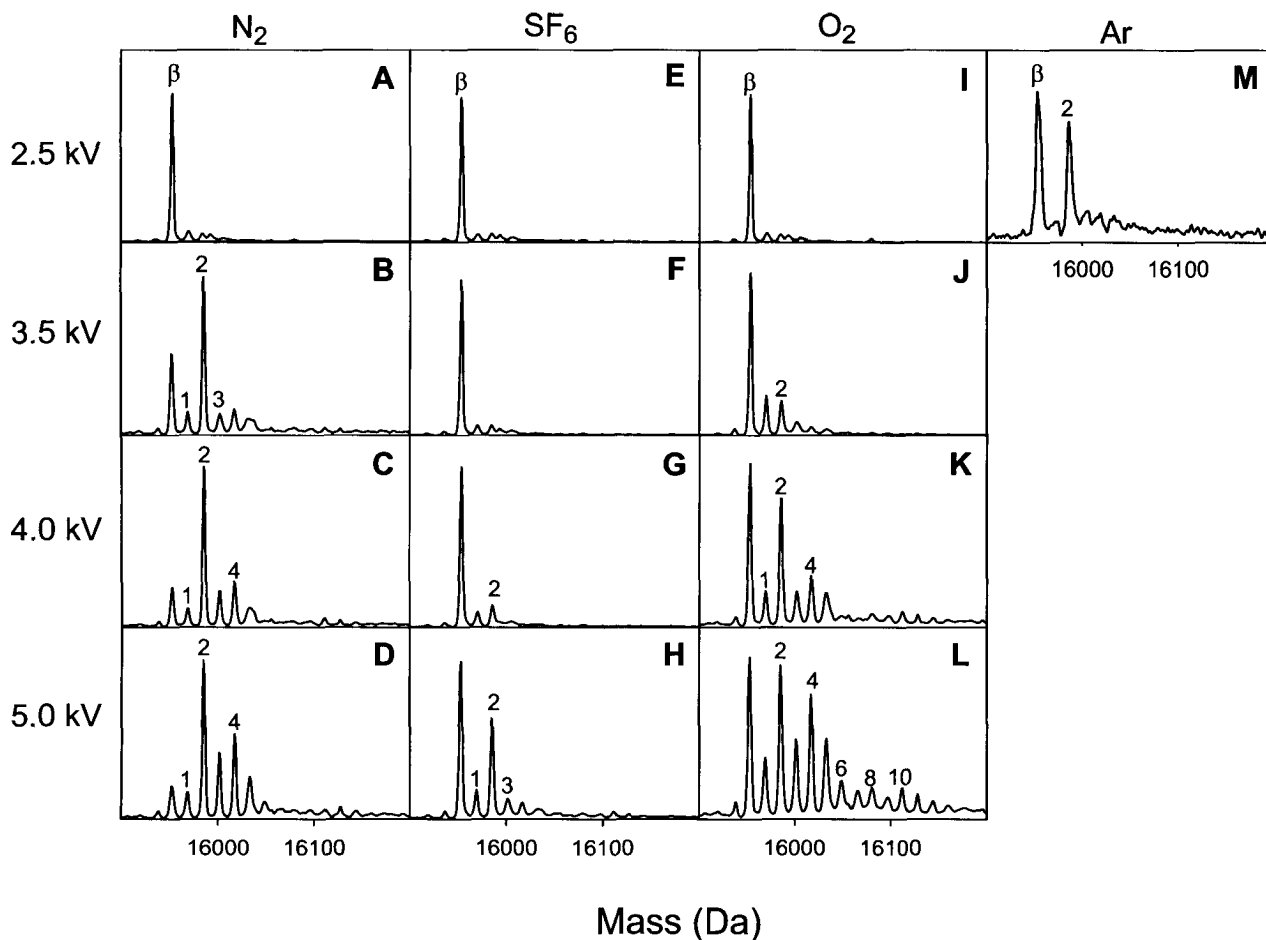 N₂ SF₆ O₂ Ar
β A β E β I β 2 M
2.5 kV
16000 16100
2 B F J
3.5 kV
1 3 2
2 C G 2 K
4.0 kV
1 4 2 1 4
2 D H 2 L
5.0 kV
1 4 1 2 3 4 6 8 10
16000 16100 16000 16100 16000 16100
Mass (Da)